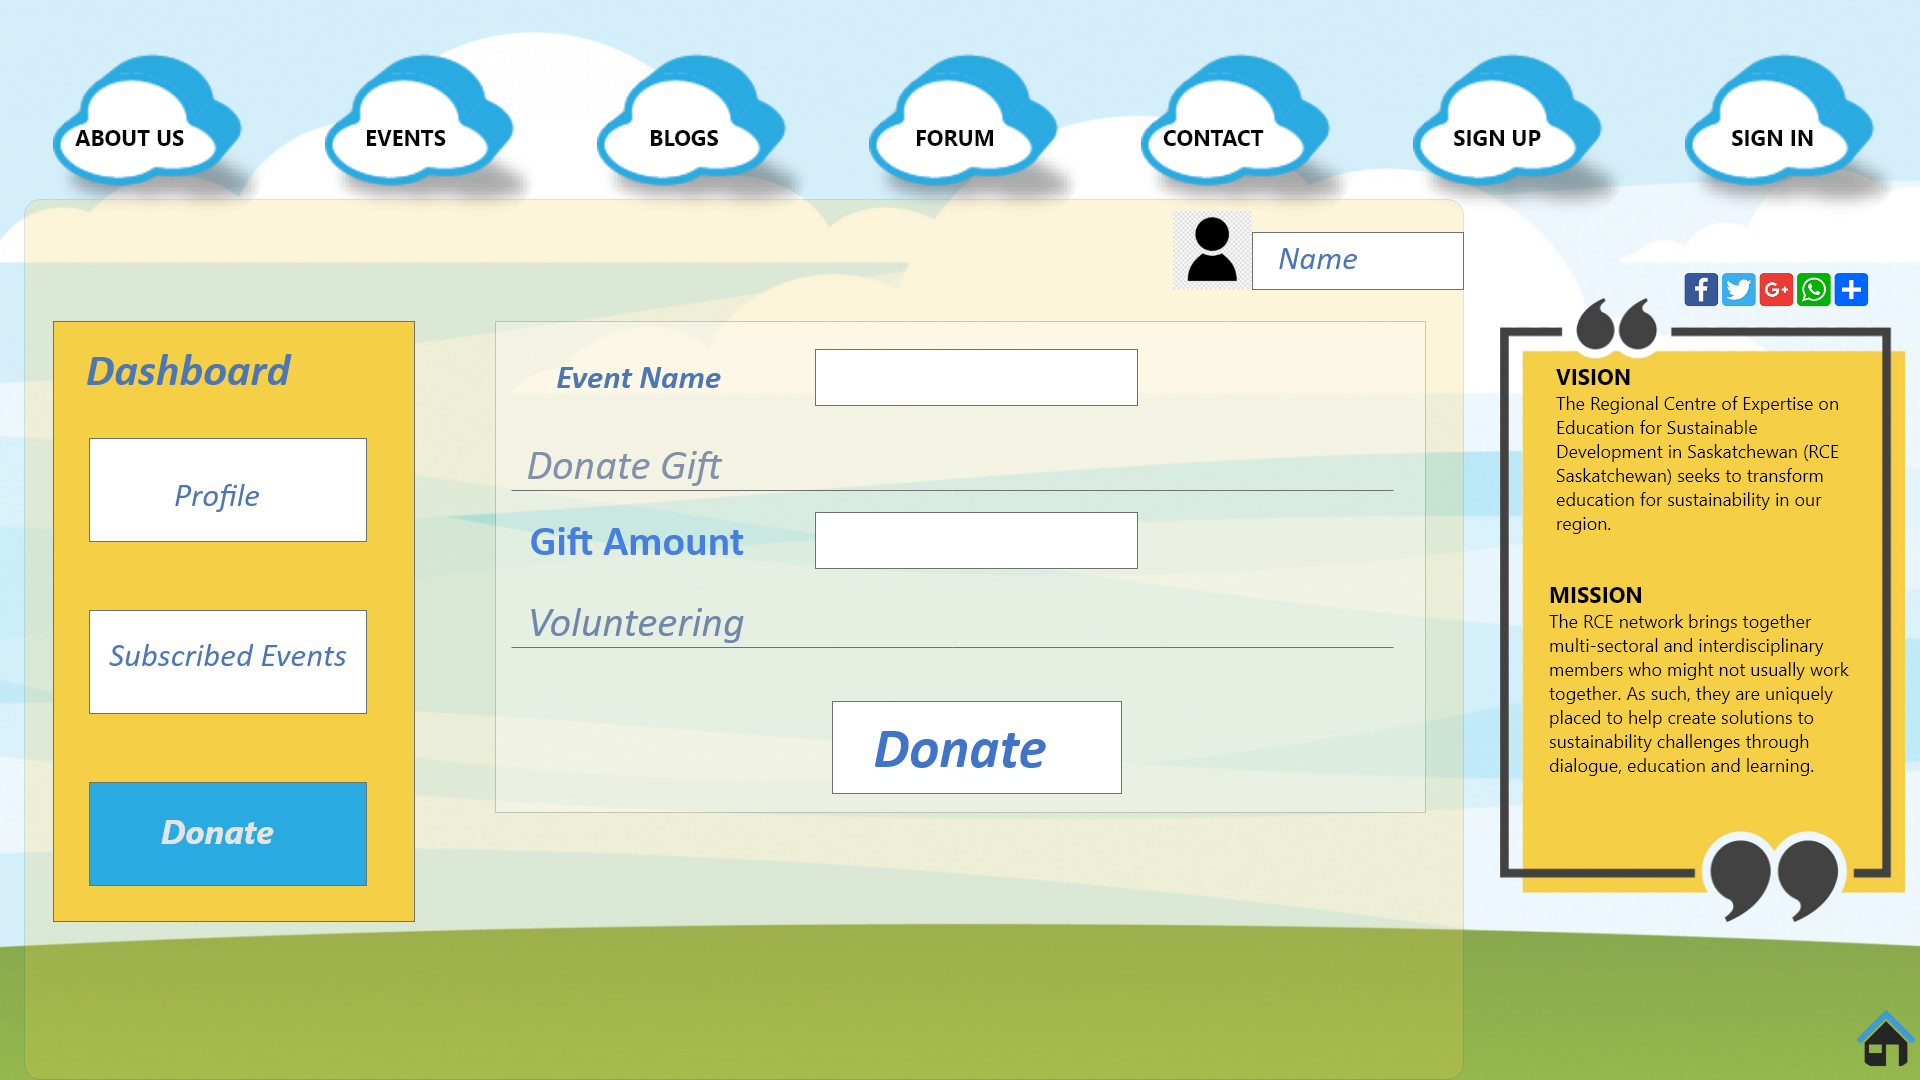 ABOUT US
EVENTS
BLOGS
FORUM
CONTACT
SIGN UP
SIGN IN
Name
Dashboard
Profile
Subscribed Events
Donate
Event Name
Donate Gift
Gift Amount
Volunteering
Donate
VISION
The Regional Centre of Expertise on
Education for Sustainable
Development in Saskatchewan (RCE
Saskatchewan) seeks to transform
education for sustainability in our
region.
MISSION
The RCE network brings together
multi-sectoral and interdisciplinary
members who might not usually work
together. As such, they are uniquely
placed to help create solutions to
sustainability challenges through
dialogue, education and learning.